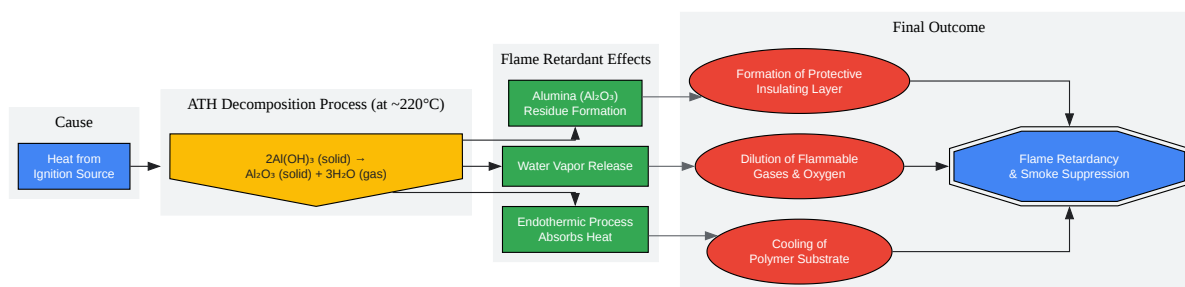 Cause
Heat from
Ignition Source
ATH Decomposition Process (at ~220°C)
2Al(OH)₃ (solid) →
Al₂O₃ (solid) + 3H₂O (gas)
Flame Retardant Effects
Alumina (Al₂O₃)
Residue Formation
Water Vapor Release
Endothermic Process
Absorbs Heat
Final Outcome
Formation of Protective
Insulating Layer
Dilution of Flammable
Gases & Oxygen
Cooling of
Polymer Substrate
Flame Retardancy
& Smoke Suppression